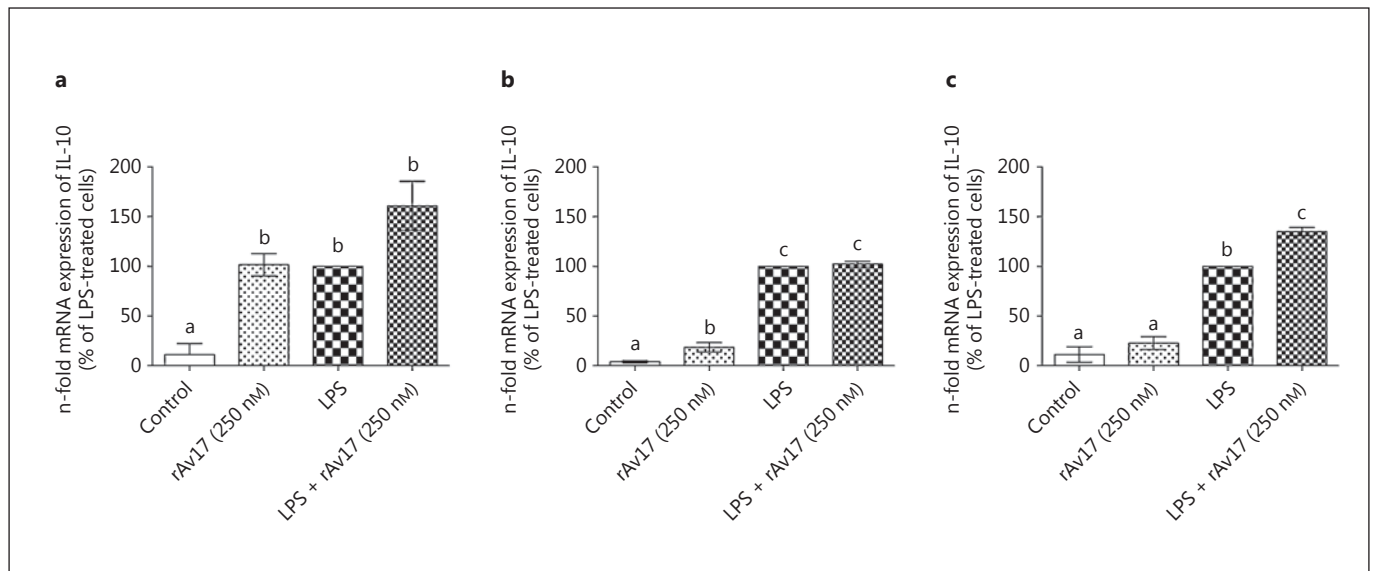 a
n-fold mRNA expression of IL-10
(% of LPS-treated cells)
200
150
100
50
0
a
b
b
b
Control
rAv17 (250 nM)
LPS
LPS + rAv17 (250 nM)
b
n-fold mRNA expression of IL-10
(% of LPS-treated cells)
200
150
100
50
0
a
b
c
c
Control
rAv17 (250 nM)
LPS
LPS + rAv17 (250 nM)
c
n-fold mRNA expression of IL-10
(% of LPS-treated cells)
200
150
100
50
0
a
a
b
c
Control
rAv17 (250 nM)
LPS
LPS + rAv17 (250 nM)